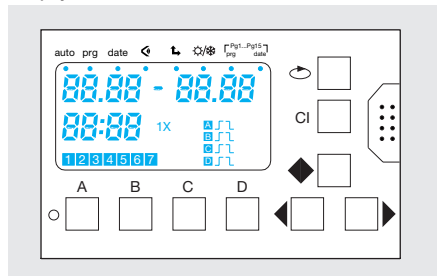 Pg1...Pg15
auto prg date prg date
88.88 - 88.88
88:88 1X
A
B
C
D
1 2 3 4 5 6 7
CI
A B C D